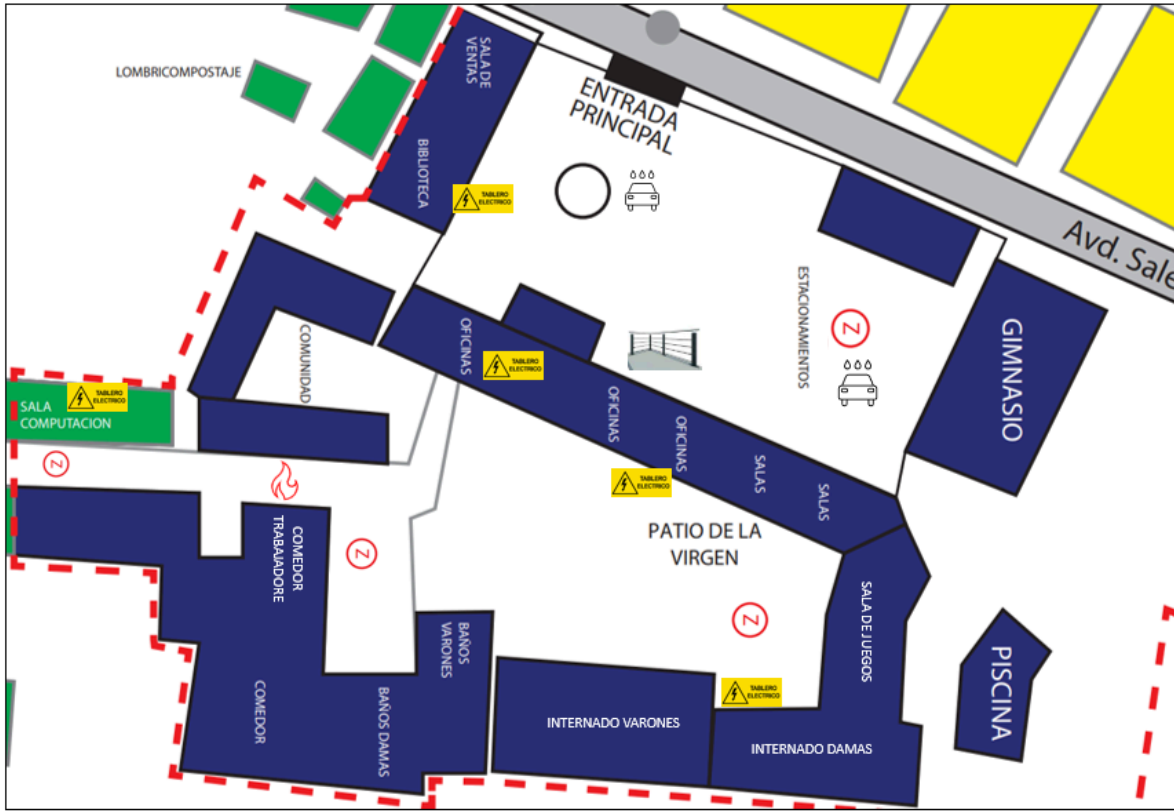 SALA DE
VENTAS
LOMBRICOMPOSTAJE
ENTRADA
PRINCIPAL
BIBLIOTECA
TABLERO
ELECTRICO
Avd. Sale
ESTACIONAMIENTOS
Z
GIMNASIO
OFICINAS
TABLERO
ELECTRICO
COMUNIDAD
TABLERO
ELECTRICO
SALA
COMPUTACION
OFICINAS
OFICINAS
SALAS
SALAS
Z
TABLERO
ELECTRICO
COMEDOR
TRABAJADORE
Z
PATIO DE LA
VIRGEN
SALA DE JUEGOS
Z
BAÑOS
VARONES
PISCINA
COMEDOR
BAÑOS DAMAS
TABLERO
ELECTRICO
INTERNADO VARONES
INTERNADO DAMAS